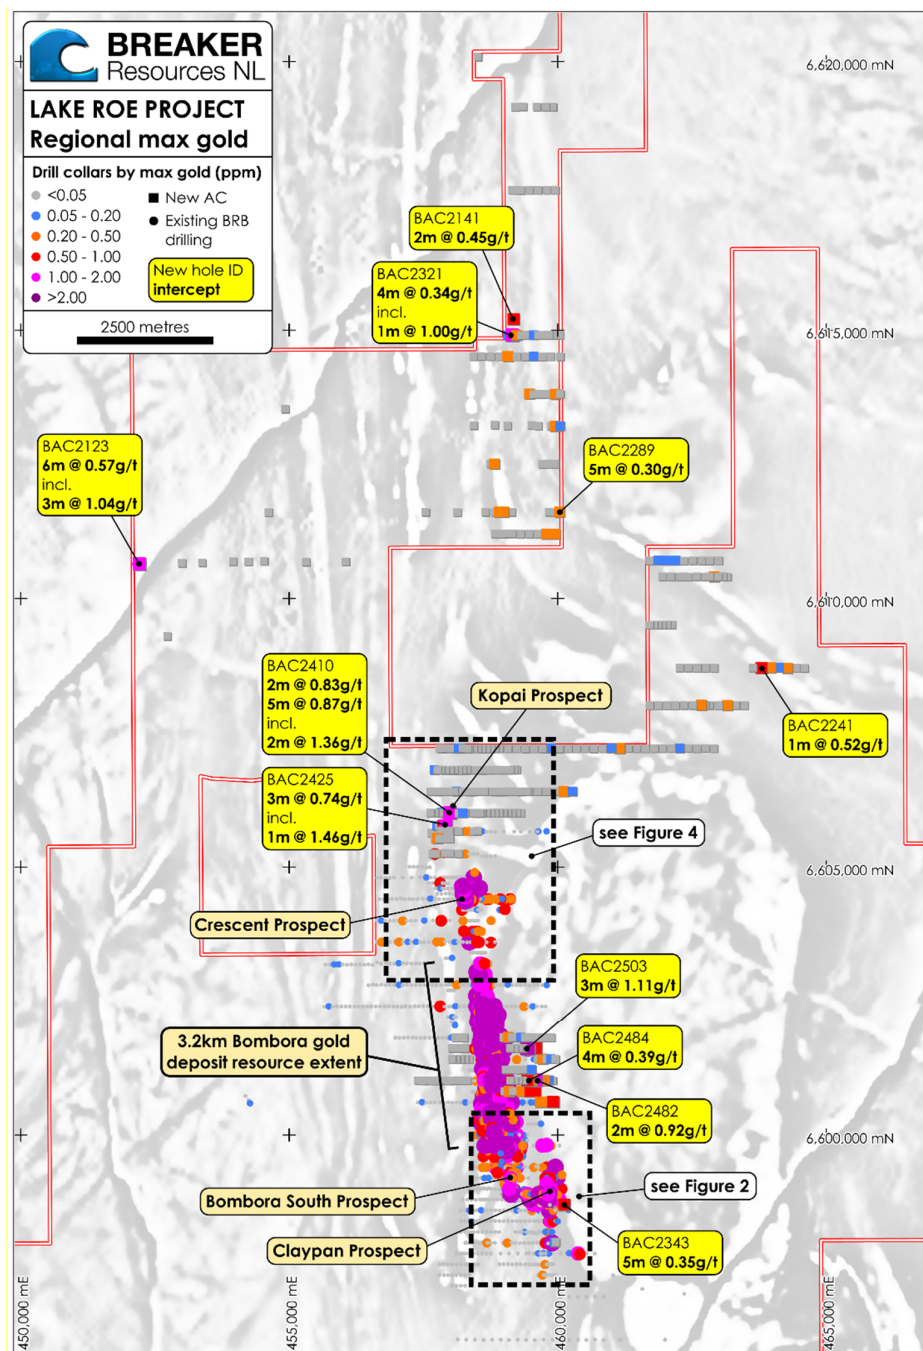 BREAKER
Resources NL
LAKE ROE PROJECT
Regional max gold
Drill collars by max gold (ppm)
<0.05
0.05 - 0.20
0.20 - 0.50
0.50 - 1.00
1.00 - 2.00
>2.00
New AC
Existing BRB
drilling
New hole ID
intercept
2500 metres
6,620,000 mN
BAC2141
2m @ 0.45g/t
BAC2321
4m @ 0.34g/t
incl.
1m @ 1.00g/t
6,615,000 mN
BAC2123
6m @ 0.57g/t
incl.
3m @ 1.04g/t
BAC2289
5m @ 0.30g/t
6,610,000 mN
BAC2410
2m @ 0.83g/t
5m @ 0.87g/t
incl.
2m @ 1.36g/t
Kopai Prospect
BAC2241
1m @ 0.52g/t
BAC2425
3m @ 0.74g/t
incl.
1m @ 1.46g/t
see Figure 4
6,605,000 mN
Crescent Prospect
BAC2503
3m @ 1.11g/t
3.2km Bombora gold
deposit resource extent
BAC2484
4m @ 0.39g/t
BAC2482
2m @ 0.92g/t
6,600,000 mN
see Figure 2
Bombora South Prospect
Claypan Prospect
BAC2343
5m @ 0.35g/t
450,000 mE
455,000 mE
460,000 mE
465,000 mE